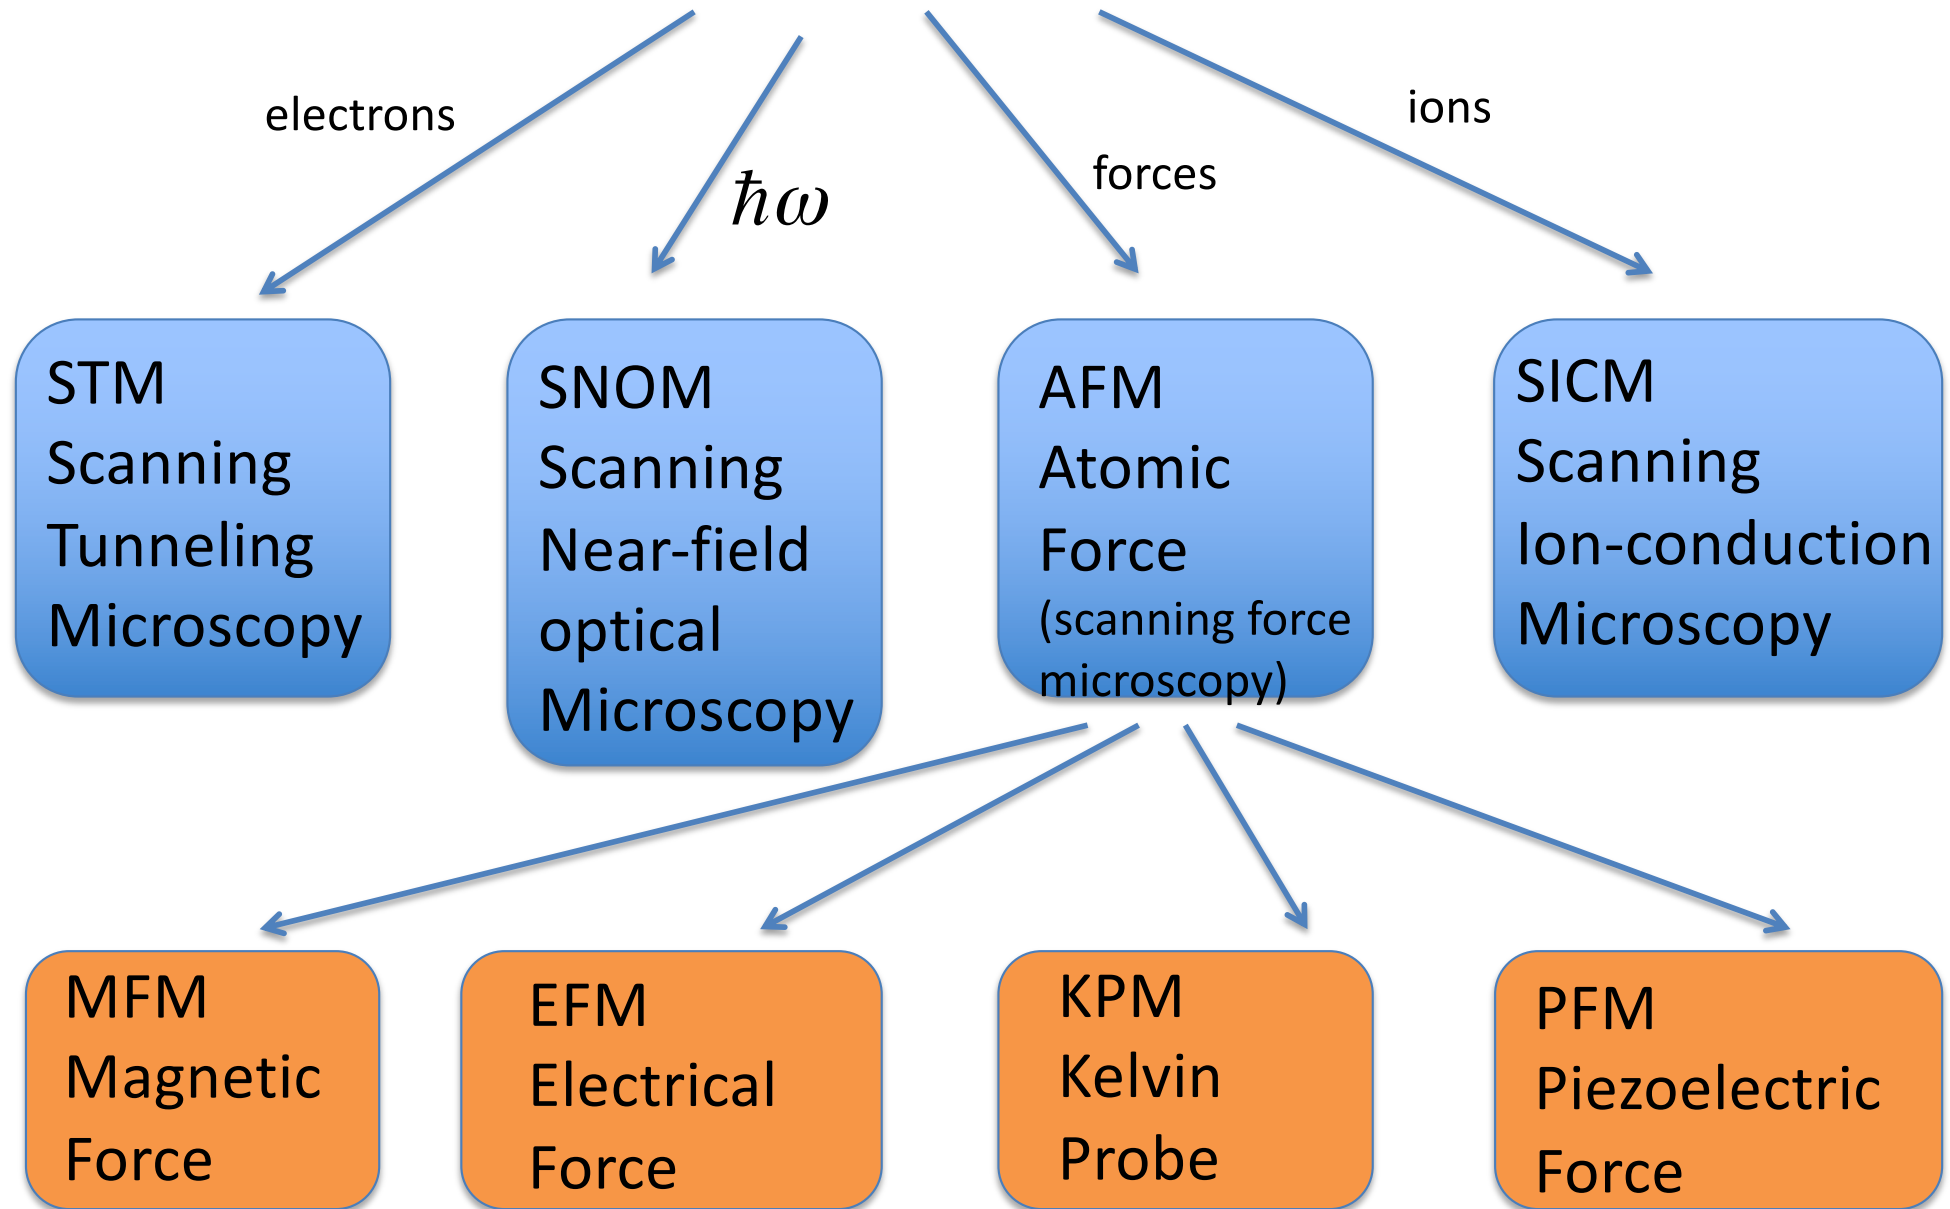 electrons
ħω
forces
ions
STM
Scanning
Tunneling
Microscopy
SNOM
Scanning
Near-field
optical
Microscopy
AFM
Atomic
Force
(scanning force
microscopy)
SICM
Scanning
Ion-conduction
Microscopy
MFM
Magnetic
Force
EFM
Electrical
Force
KPM
Kelvin
Probe
PFM
Piezoelectric
Force